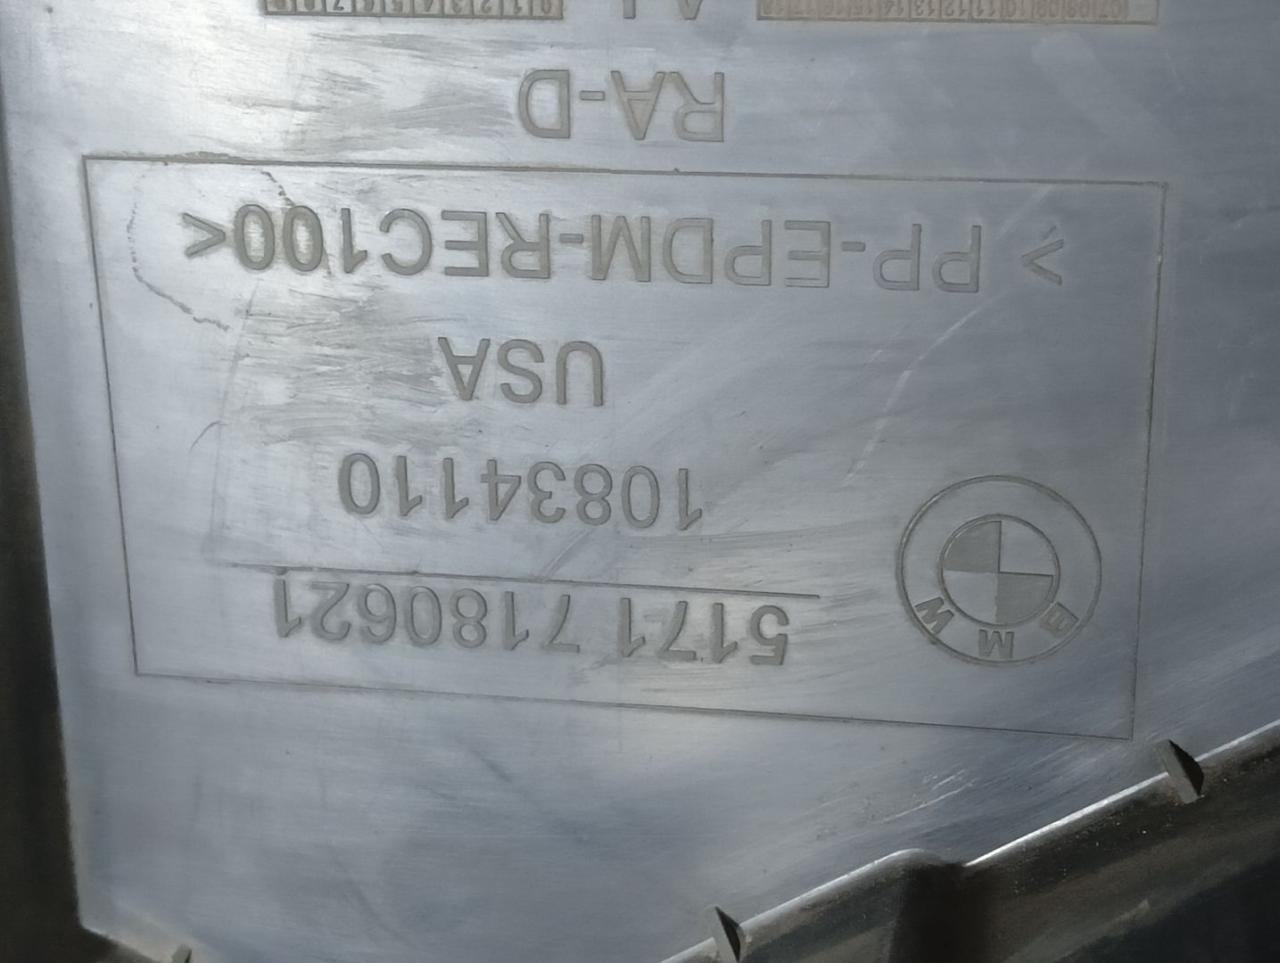 BMW
5171 7180621
10834110
USA
> PP-EPDM-REC100 <
RA-D